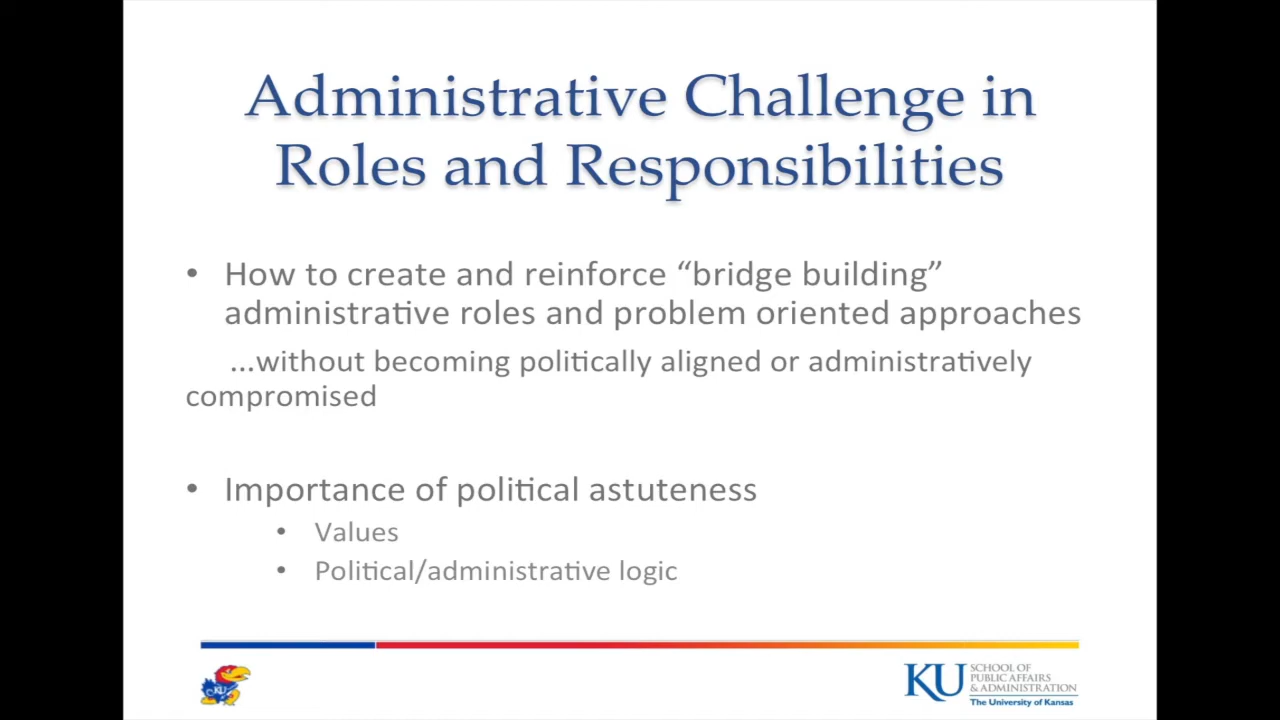 Administrative Challenge in
Roles and Responsibilities
• How to create and reinforce “bridge building”
administrative roles and problem oriented approaches
...without becoming politically aligned or administratively
compromised
• Importance of political astuteness
• Values
• Political/administrative logic
KU
KU
SCHOOL OF
PUBLIC AFFAIRS
& ADMINISTRATION
The University of Kansas